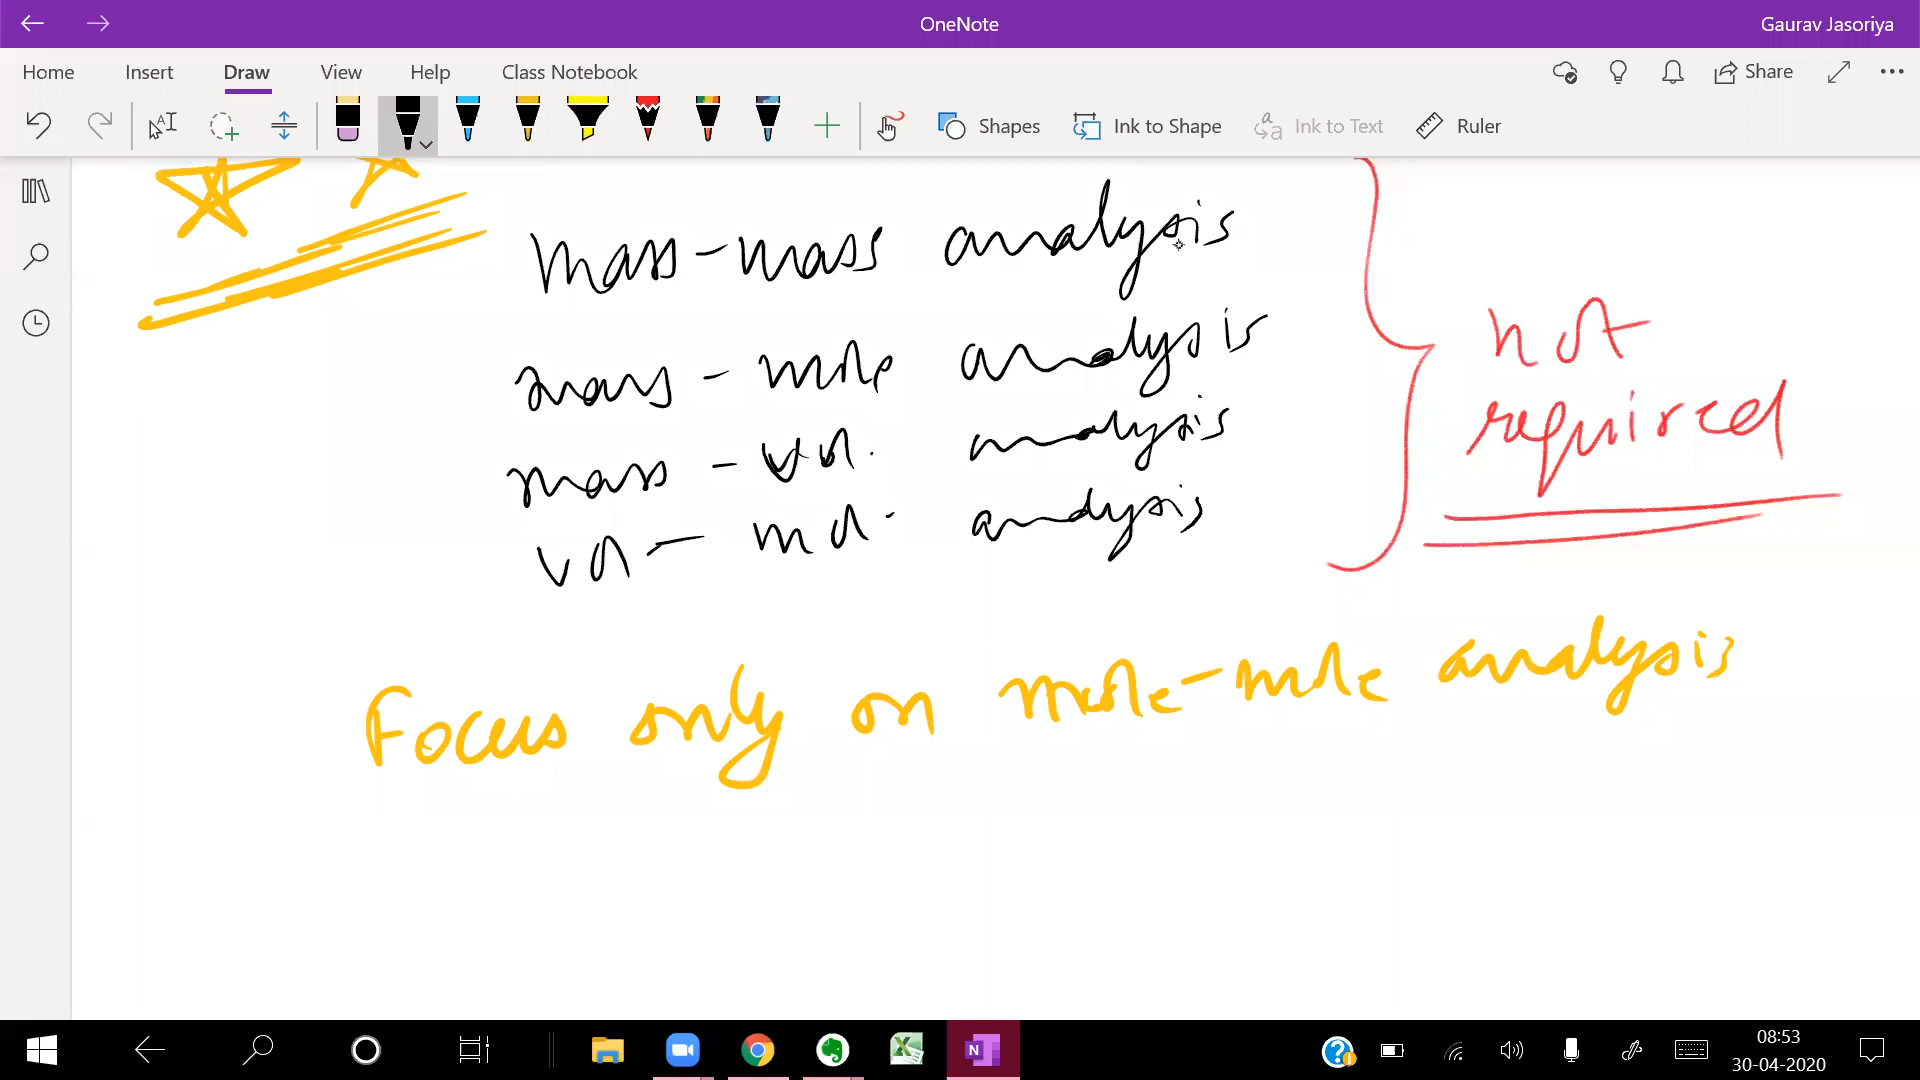 OneNote
Gaurav Jasoriya
Home Insert Draw View Help Class Notebook
Share
Shapes Ink to Shape Ink to Text Ruler
mass-mass analysis
mass - mole analysis
mass - vol. analysis
vol - mol. analysis
not
required
Focus only on mole-mole analysis
08:53
30-04-2020